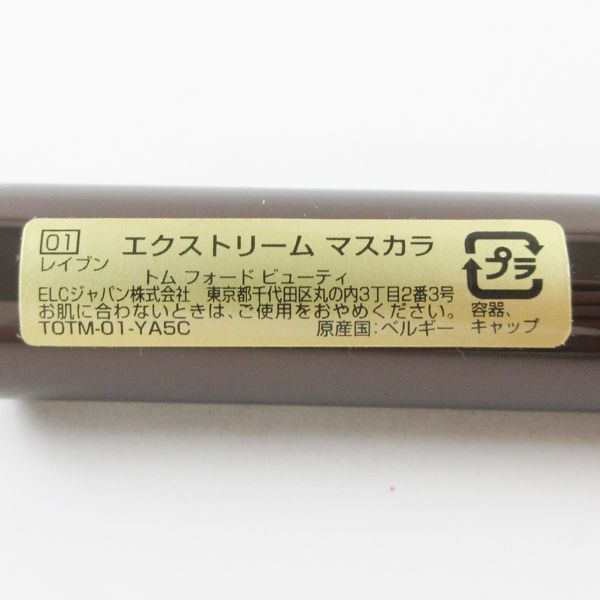 01 エクストリーム マスカラ
レイブン
トム フォード ビューティ
ELCジャパン株式会社 東京都千代田区丸の内3丁目2番3号
お肌に合わないときは、ご使用をおやめください。
TOTM-01-YA5C 原産国:ベルギー
プラ
容器、
キャップ